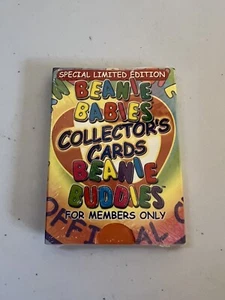 SPECIAL LIMITED EDITION
BEANIE
BABIES
COLLECTOR'S
CARDS
BEANIE
BUDDIES
FOR MEMBERS ONLY